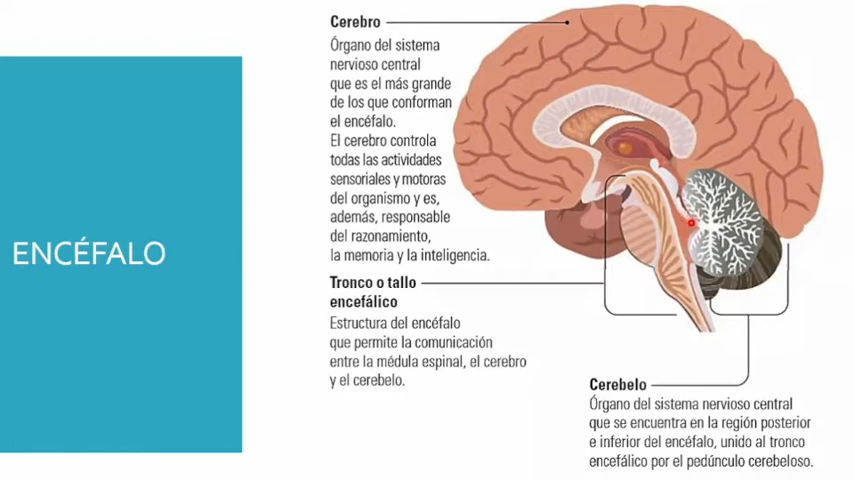 ENCÉFALO
Cerebro
Órgano del sistema
nervioso central
que es el más grande
de los que conforman
el encéfalo.
El cerebro controla
todas las actividades
sensoriales y motoras
del organismo y es,
además, responsable
del razonamiento,
la memoria y la inteligencia.
Tronco o tallo
encefálico
Estructura del encéfalo
que permite la comunicación
entre la médula espinal, el cerebro
y el cerebelo.
Cerebelo
Órgano del sistema nervioso central
que se encuentra en la región posterior
e inferior del encéfalo, unido al tronco
encefálico por el pedúnculo cerebeloso.